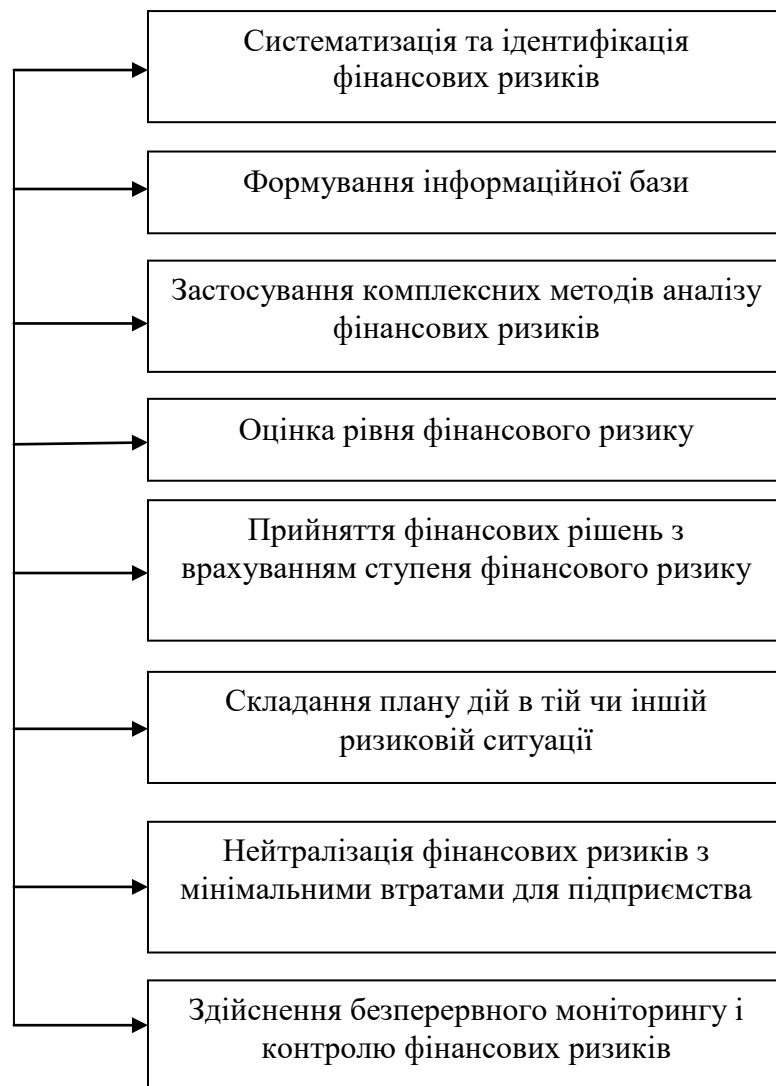 Систематизація та ідентифікація
фінансових ризиків
Формування інформаційної бази
Застосування комплексних методів аналізу
фінансових ризиків
Оцінка рівня фінансового ризику
Прийняття фінансових рішень з
врахуванням ступеня фінансового ризику
Складання плану дій в тій чи іншій
ризиковій ситуації
Нейтралізація фінансових ризиків з
мінімальними втратами для підприємства
Здійснення безперервного моніторингу і
контролю фінансових ризиків